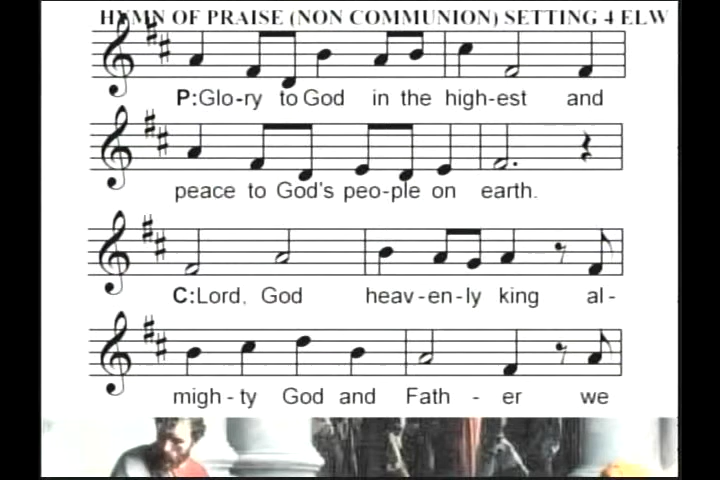 HYMN OF PRAISE (NON COMMUNION) SETTING 4 ELW
P:Glo-ry to God in the high-est and
peace to God's peo-ple on earth.
C:Lord, God heav-en-ly king al-
migh-ty God and Fath-er we